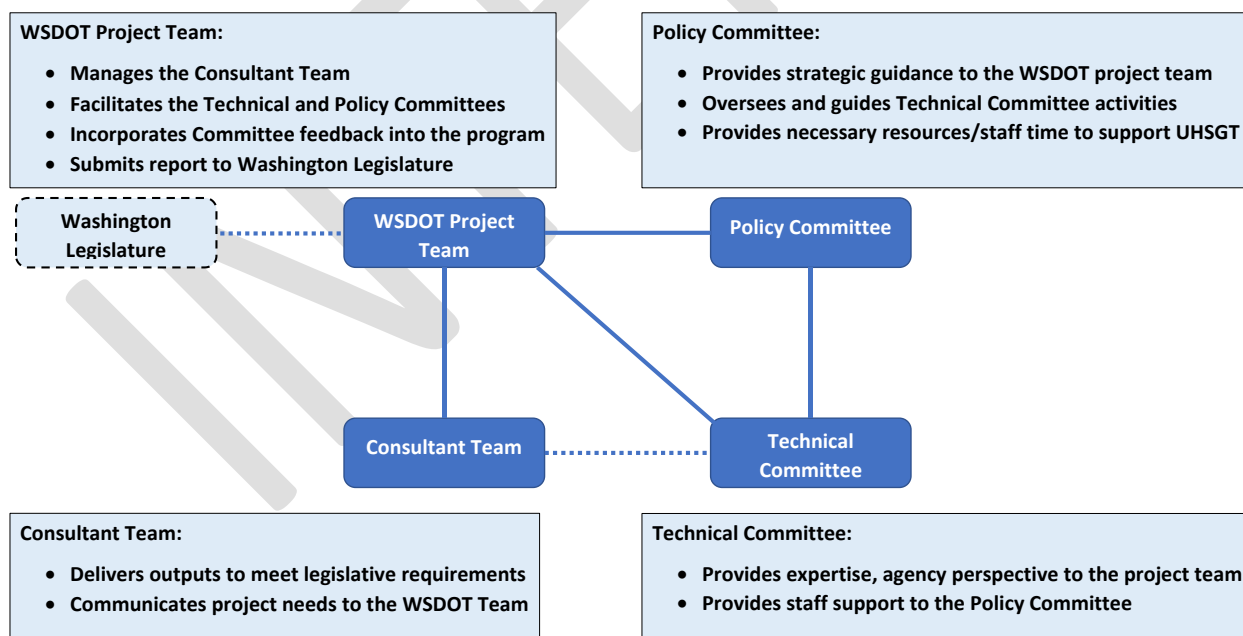 WSDOT Project Team:
• Manages the Consultant Team
• Facilitates the Technical and Policy Committees
• Incorporates Committee feedback into the program
• Submits report to Washington Legislature
Policy Committee:
• Provides strategic guidance to the WSDOT project team
• Oversees and guides Technical Committee activities
• Provides necessary resources/staff time to support UHSGT
Washington
Legislature
WSDOT Project
Team
Policy Committee
Consultant Team
Technical
Committee
Consultant Team:
• Delivers outputs to meet legislative requirements
• Communicates project needs to the WSDOT Team
Technical Committee:
• Provides expertise, agency perspective to the project team
• Provides staff support to the Policy Committee